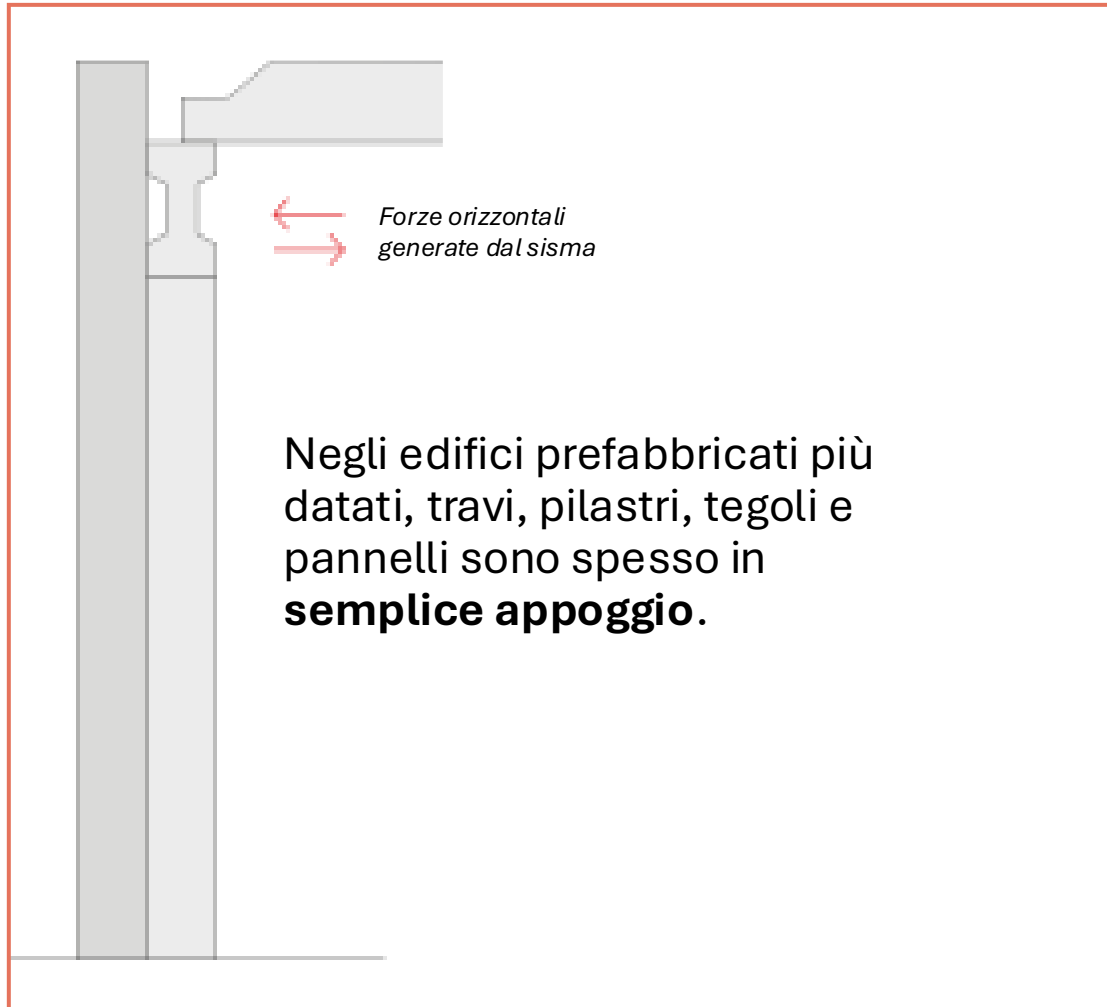 Forze orizzontali
generate dal sisma
Negli edifici prefabbricati più
datati, travi, pilastri, tegoli e
pannelli sono spesso in
semplice appoggio.